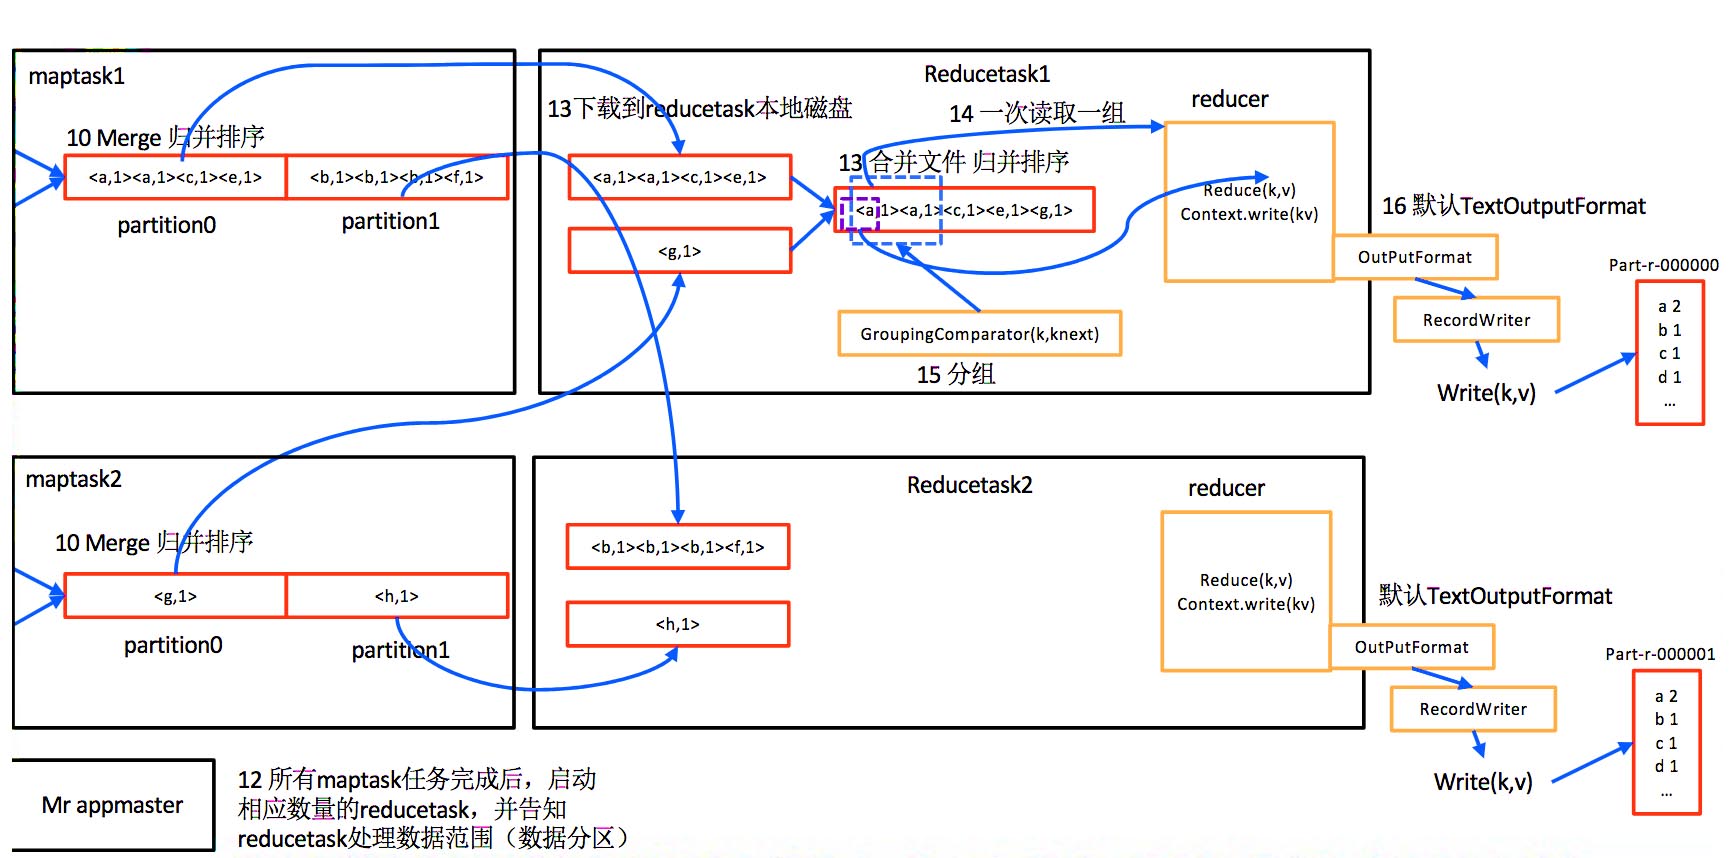 maptask1
10 Merge 归并排序
<a,1><a,1><c,1><e,1>
<b,1><b,1><b,1><f,1>
partition0
partition1
Reducetask1
13下载到reducetask本地磁盘
14 一次读取一组
reducer
<a,1><a,1><c,1><e,1>
<g,1>
13 合并文件 归并排序
<a,1><a,1><c,1><e,1><g,1>
Reduce(k,v)
Context.write(kv)
GroupingComparator(k,knext)
15 分组
16 默认TextOutputFormat
OutPutFormat
RecordWriter
Write(k,v)
Part-r-000000
a 2
b 1
c 1
d 1
...
maptask2
10 Merge 归并排序
<g,1>
<h,1>
partition0
partition1
Reducetask2
reducer
<b,1><b,1><b,1><f,1>
<h,1>
Reduce(k,v)
Context.write(kv)
默认TextOutputFormat
OutPutFormat
RecordWriter
Write(k,v)
Part-r-000001
a 2
b 1
c 1
d 1
...
Mr appmaster
12 所有maptask任务完成后，启动
相应数量的reducetask，并告知
reducetask处理数据范围（数据分区）